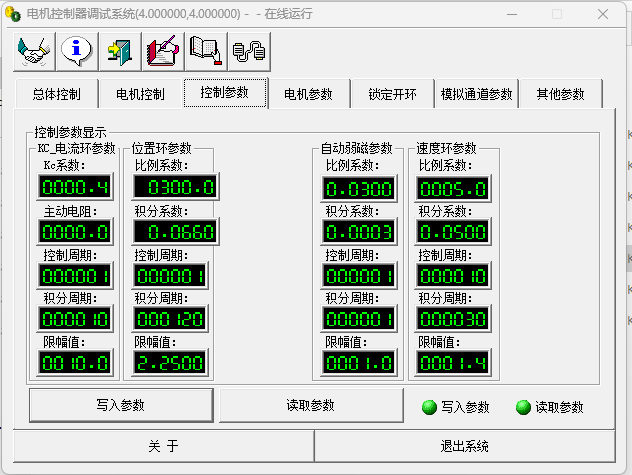 电机控制器调试系统(4.000000,4.000000) - - 在线运行
总体控制 电机控制 控制参数 电机参数 锁定开环 模拟通道参数 其他参数
控制参数显示
KC_电流环参数 位置环参数 自动弱磁参数 速度环参数
Kc系数: 比例系数: 比例系数: 比例系数:
0000.4 0300.0 0.0300 0005.0
主动电阻: 积分系数: 积分系数: 积分系数:
0000.0 0.0660 0.0003 0.0500
控制周期: 控制周期: 控制周期: 控制周期:
000001 000001 000001 000010
积分周期: 积分周期: 积分周期: 积分周期:
000010 000120 000001 000030
限幅值: 限幅值: 限幅值: 限幅值:
0010.0 2.2500 0001.0 0001.4
写入参数 读取参数 写入参数 读取参数
关 于 退出系统